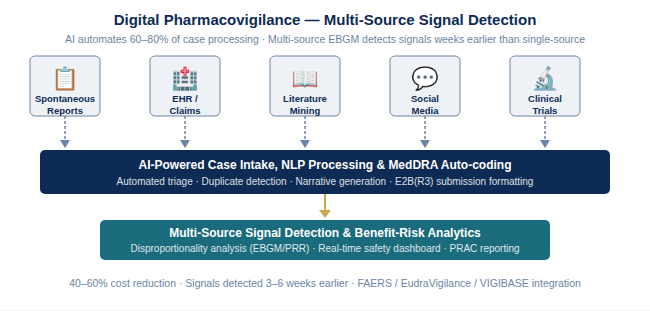 Digital Pharmacovigilance — Multi-Source Signal Detection
AI automates 60–80% of case processing · Multi-source EBGM detects signals weeks earlier than single-source
Spontaneous
Reports
EHR /
Claims
Literature
Mining
Social
Media
Clinical
Trials
AI-Powered Case Intake, NLP Processing & MedDRA Auto-coding
Automated triage · Duplicate detection · Narrative generation · E2B(R3) submission formatting
Multi-Source Signal Detection & Benefit-Risk Analytics
Disproportionality analysis (EBGM/PRR) · Real-time safety dashboard · PRAC reporting
40–60% cost reduction · Signals detected 3–6 weeks earlier · FAERS / EudraVigilance / VIGIBASE integration